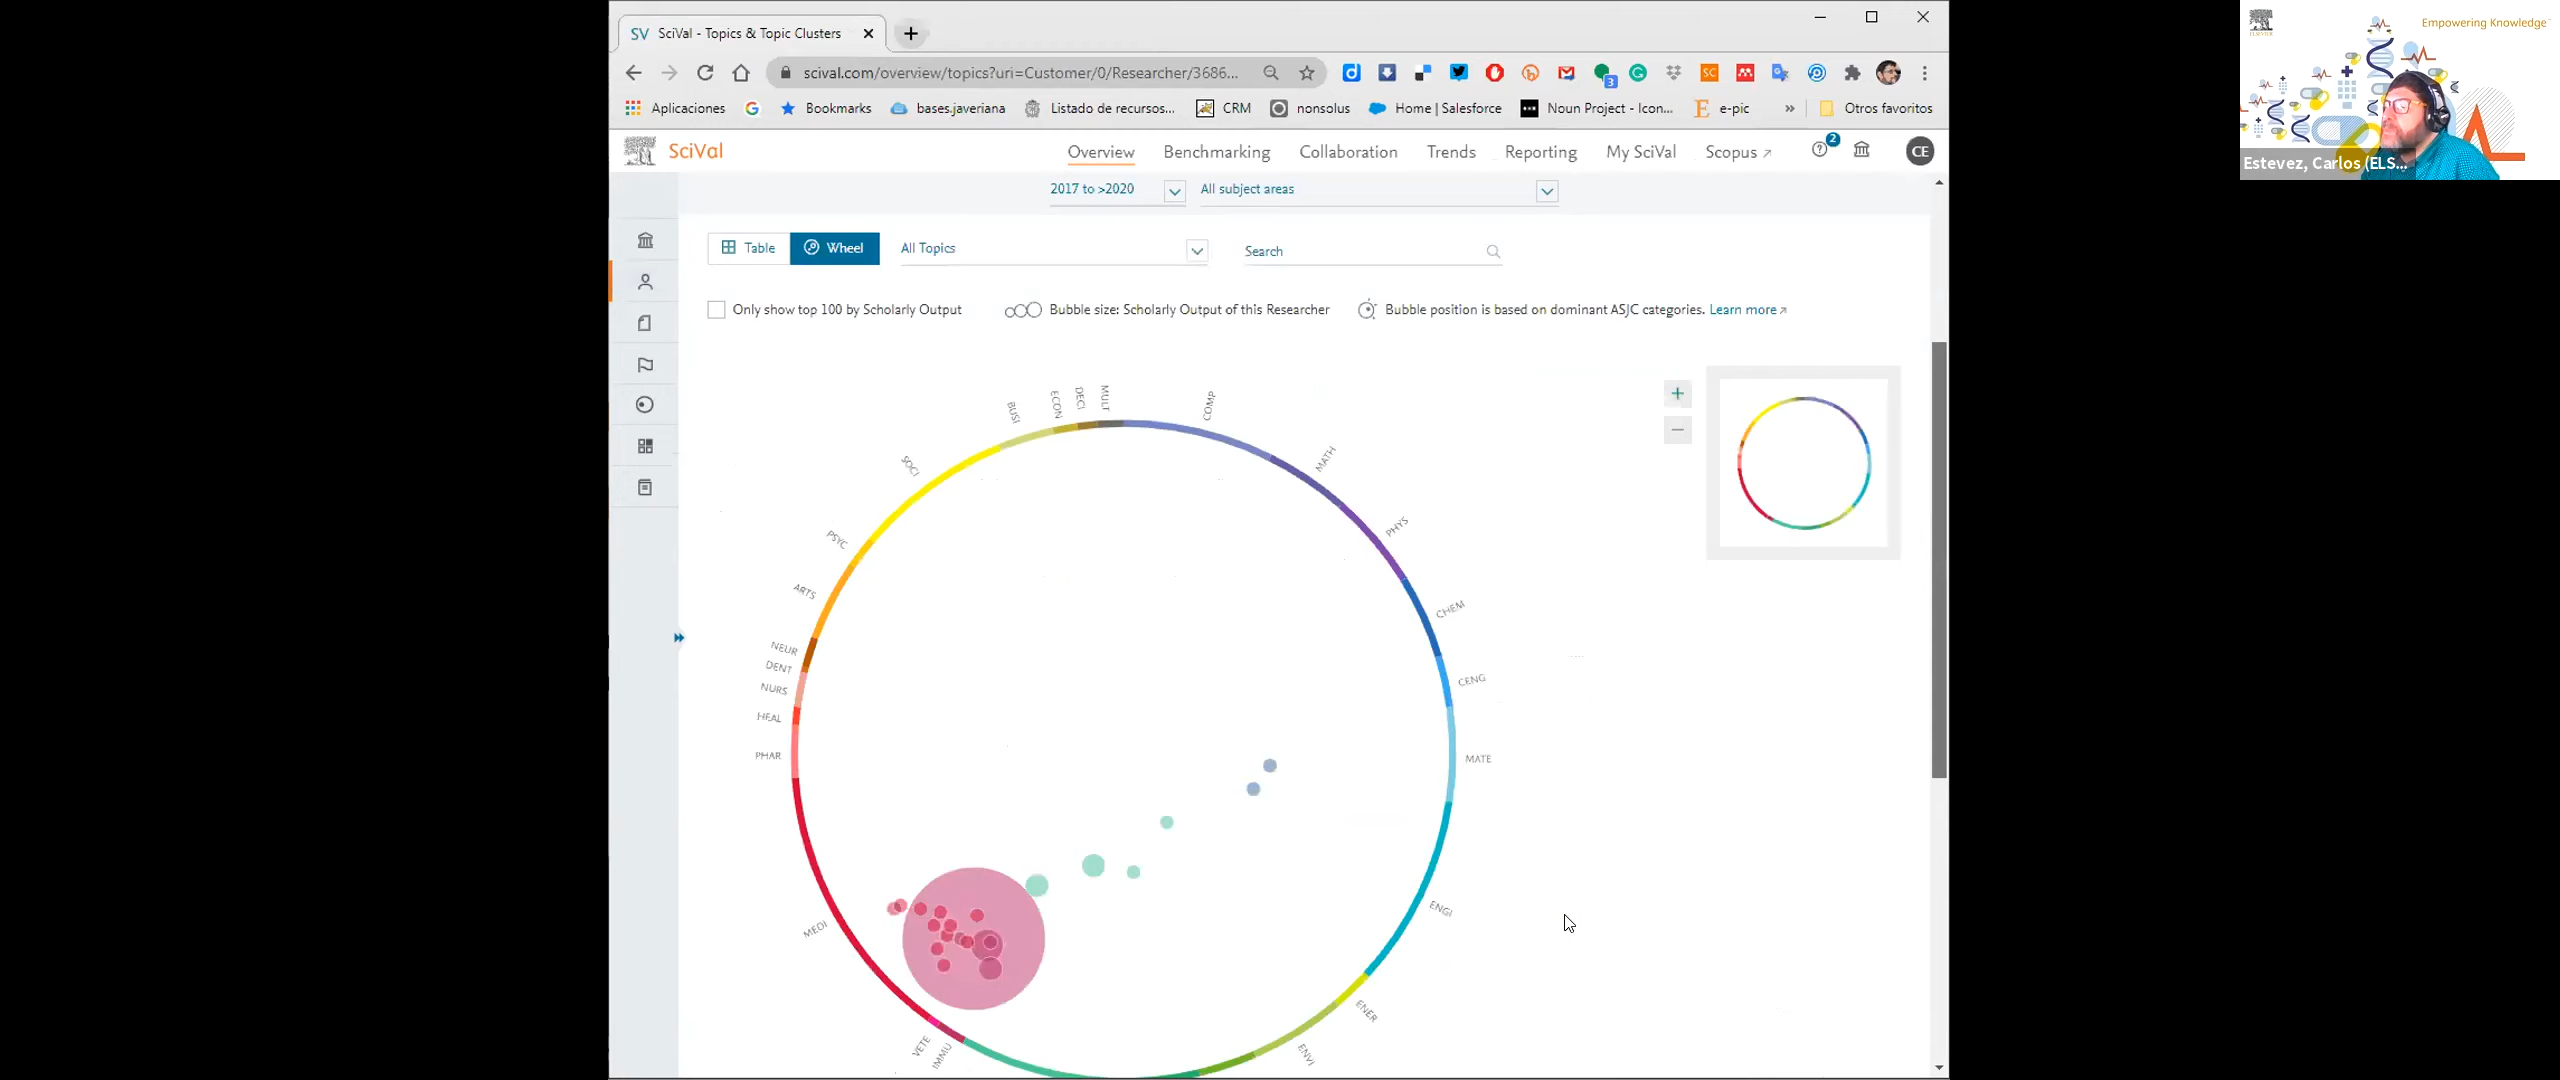 SV SciVal - Topics & Topic Clusters
scival.com/overview/topics?uri=Customer/0/Researcher/3686...
Aplicaciones Bookmarks bases.javeriana Listado de recursos... CRM nonsolus Home | Salesforce Noun Project - Icon... e-pic » Otros favoritos
SciVal Overview Benchmarking Collaboration Trends Reporting My SciVal Scopus 2 CE
2017 to >2020 All subject areas
Table Wheel All Topics Search
Only show top 100 by Scholarly Output Bubble size: Scholarly Output of this Researcher Bubble position is based on dominant ASJC categories. Learn more
MULT
DECI
ECON
BUSI
COMP
SOCI
MATH
PSYC
PHYS
ARTS
CHEM
NEUR
DENT
CENG
NURS
HEAL
PHAR
MATE
MEDI
ENGI
ENER
VETE
IMMU
ENVI
Empowering Knowledge
Estevez, Carlos (ELS...